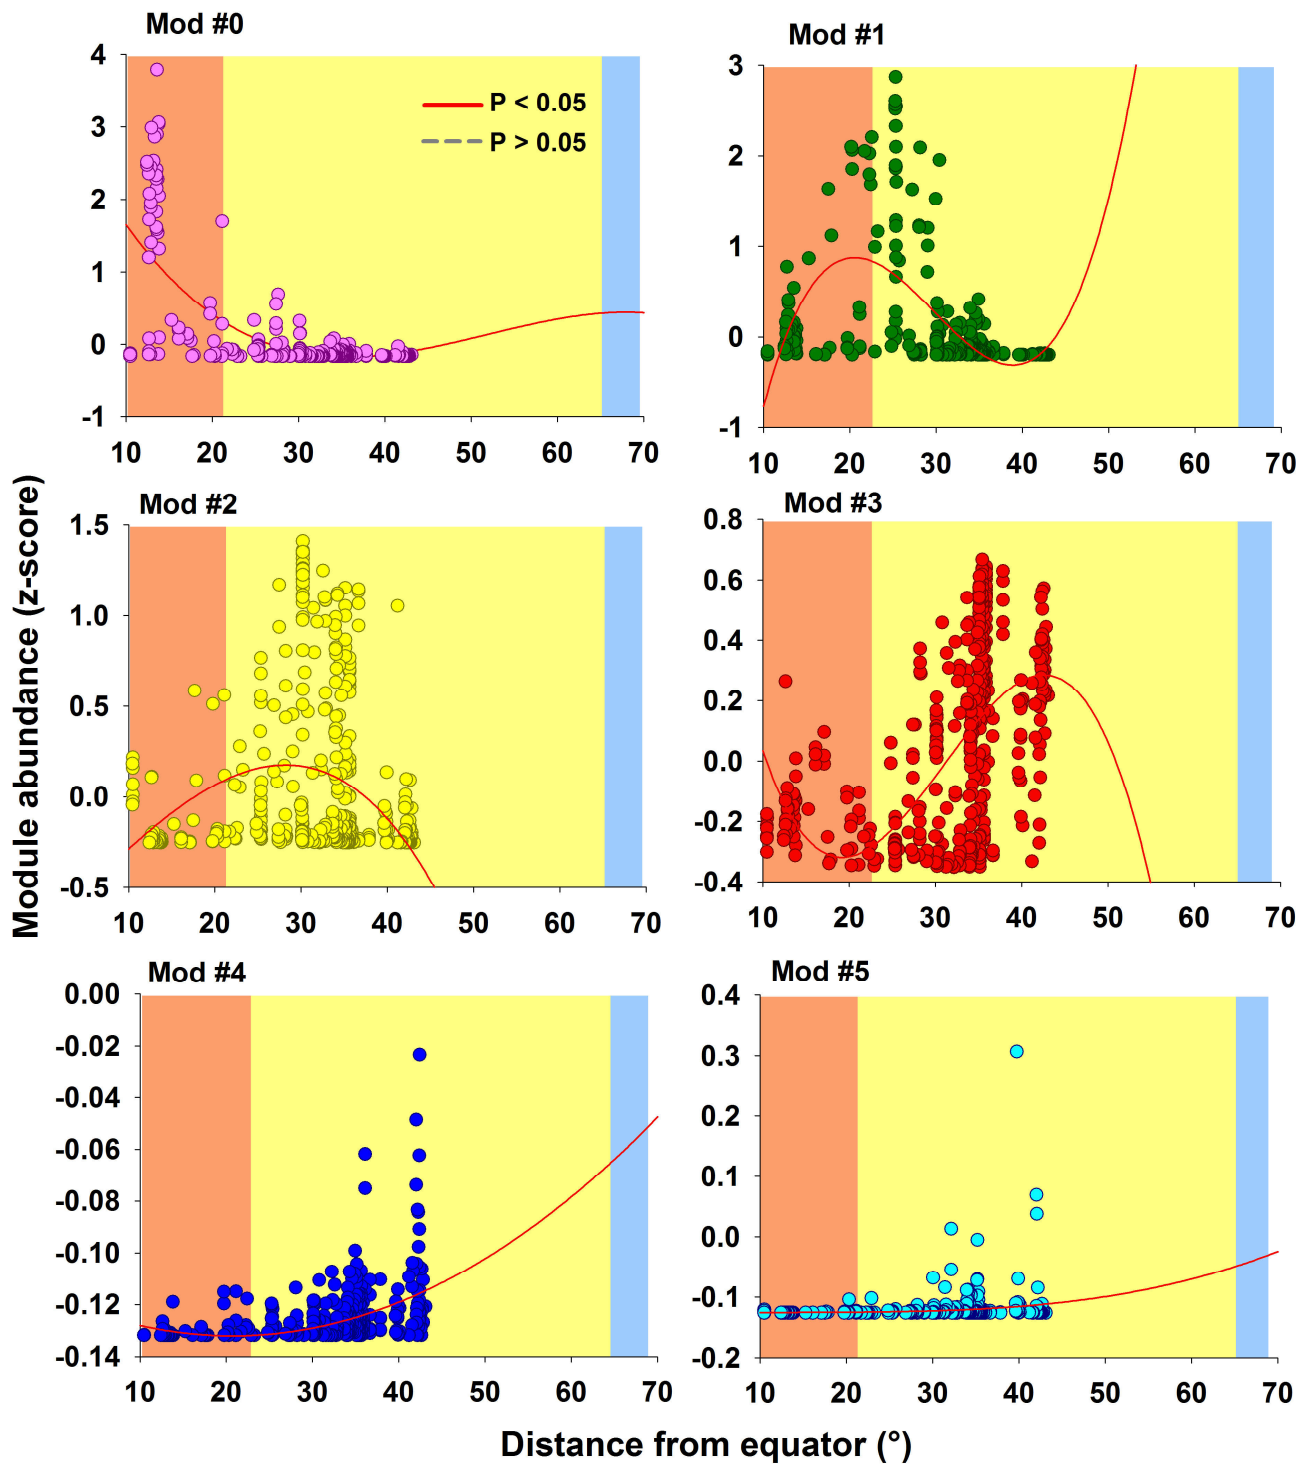 Mod #0
4
3
2
1
0
-1
10 20 30 40 50 60 70
P < 0.05
P > 0.05
Mod #1
3
2
1
0
-1
10 20 30 40 50 60 70
Module abundance (z-score)
Mod #2
1.5
1.0
0.5
0.0
-0.5
10 20 30 40 50 60 70
Mod #3
0.8
0.6
0.4
0.2
0.0
-0.2
-0.4
10 20 30 40 50 60 70
Mod #4
0.00
-0.02
-0.04
-0.06
-0.08
-0.10
-0.12
-0.14
10 20 30 40 50 60 70
Mod #5
0.4
0.3
0.2
0.1
0.0
-0.1
-0.2
10 20 30 40 50 60 70
Distance from equator (°)